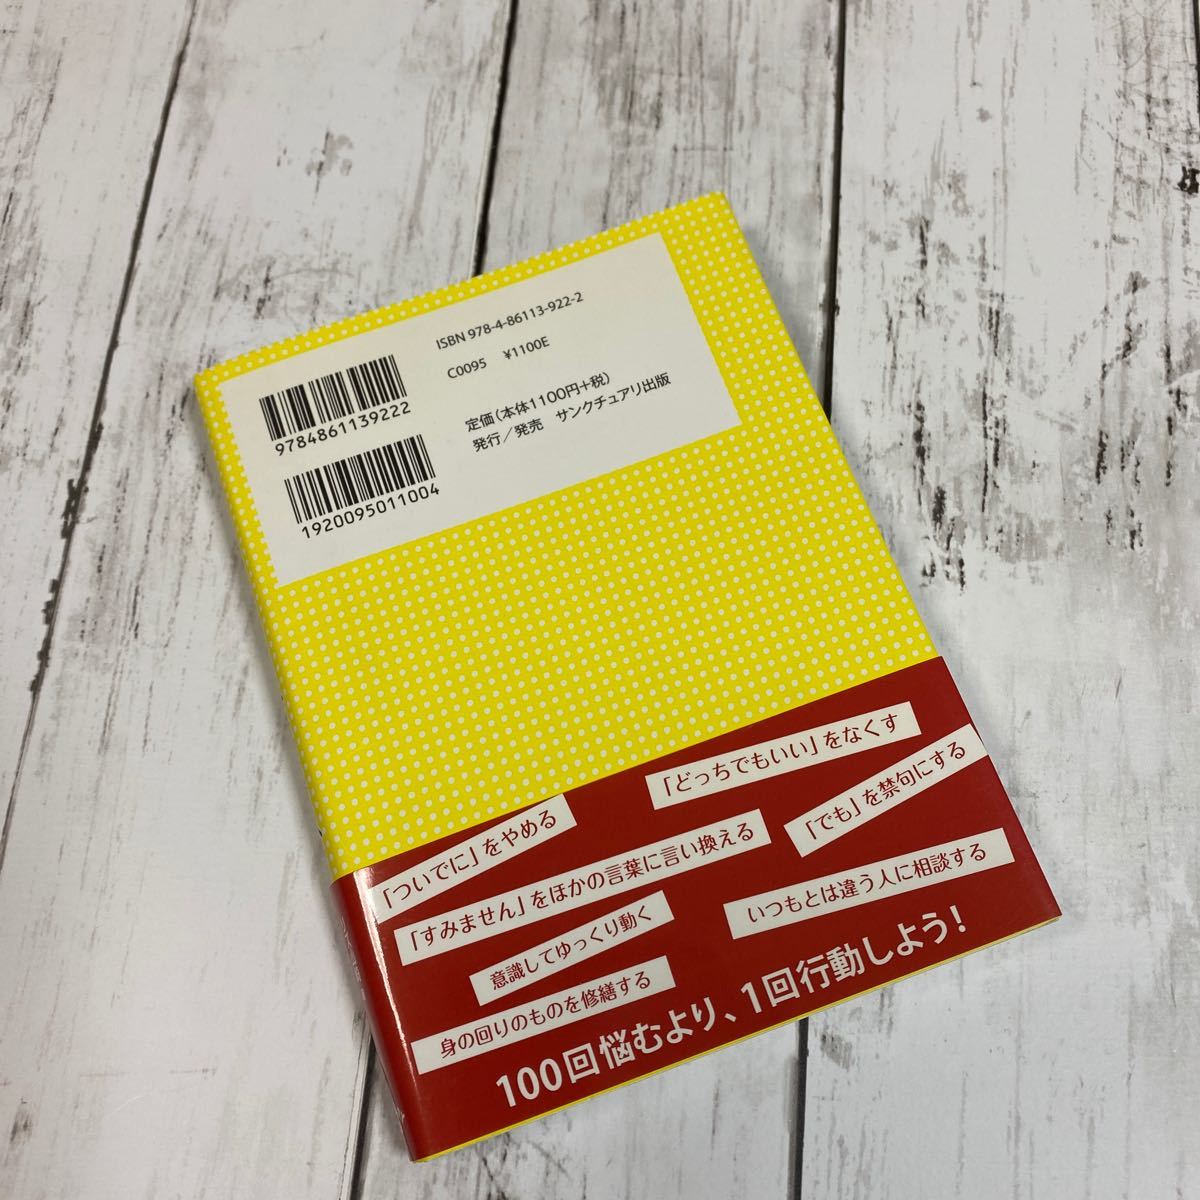 ISBN 978-4-86113-922-2
C0095 ¥1100E
定価(本体1100円+税)
発行/発売 サンクチュアリ出版
9784861139222
1920095011004
「どっちでもいい」をなくす
「でも」を禁句にする
「ついでに」をやめる
「すみません」をほかの言葉に言い換える
いつもとは違う人に相談する
意識してゆっくり動く
身の回りのものを修繕する
100回悩むより、1回行動しよう!